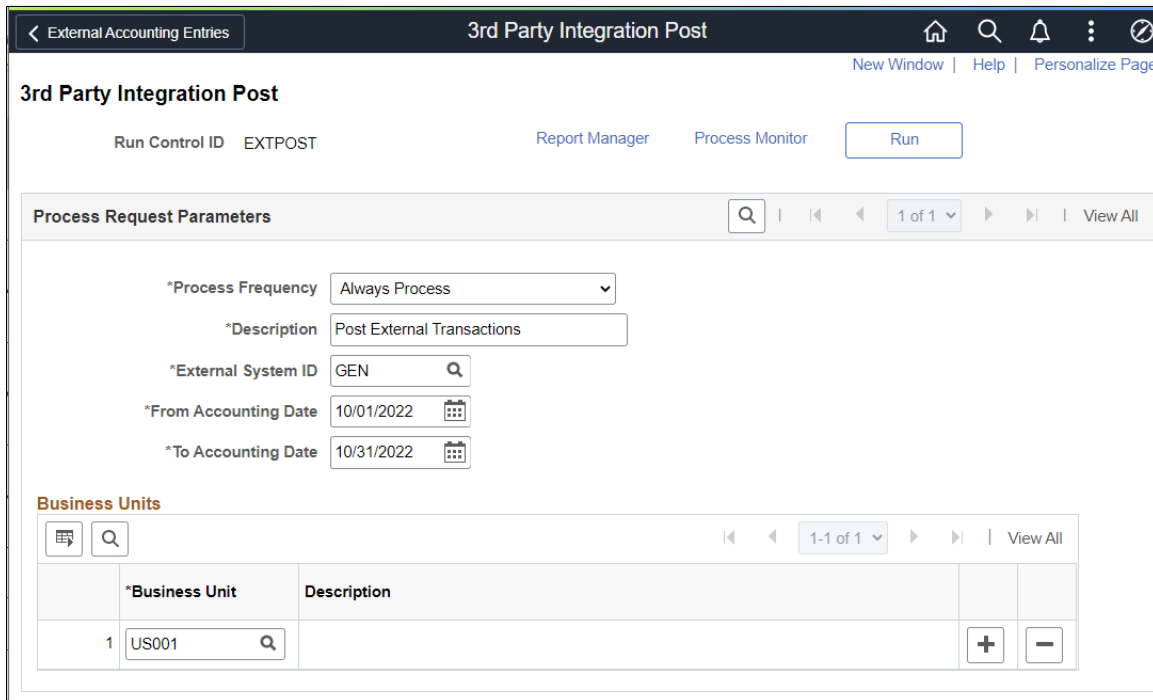 External Accounting Entries 3rd Party Integration Post
New Window | Help | Personalize Page
3rd Party Integration Post
Run Control ID EXTPOST Report Manager Process Monitor Run
Process Request Parameters 1 of 1 | View All
*Process Frequency Always Process
*Description Post External Transactions
*External System ID GEN
*From Accounting Date 10/01/2022
*To Accounting Date 10/31/2022
Business Units
1-1 of 1 | View All
*Business Unit Description
1 US001